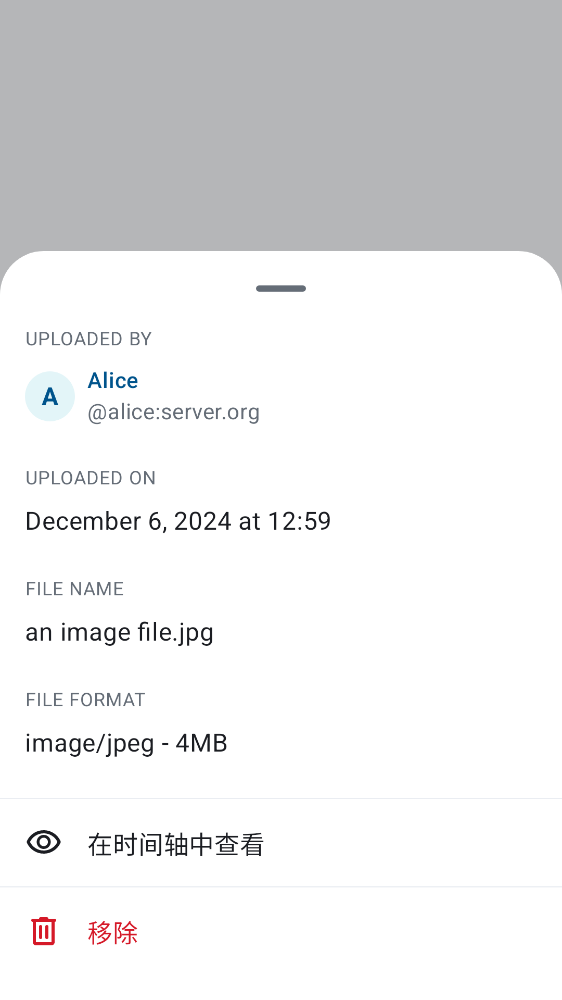 UPLOADED BY
A
Alice
@alice:server.org
UPLOADED ON
December 6, 2024 at 12:59
FILE NAME
an image file.jpg
FILE FORMAT
image/jpeg - 4MB
在时间轴中查看
移除